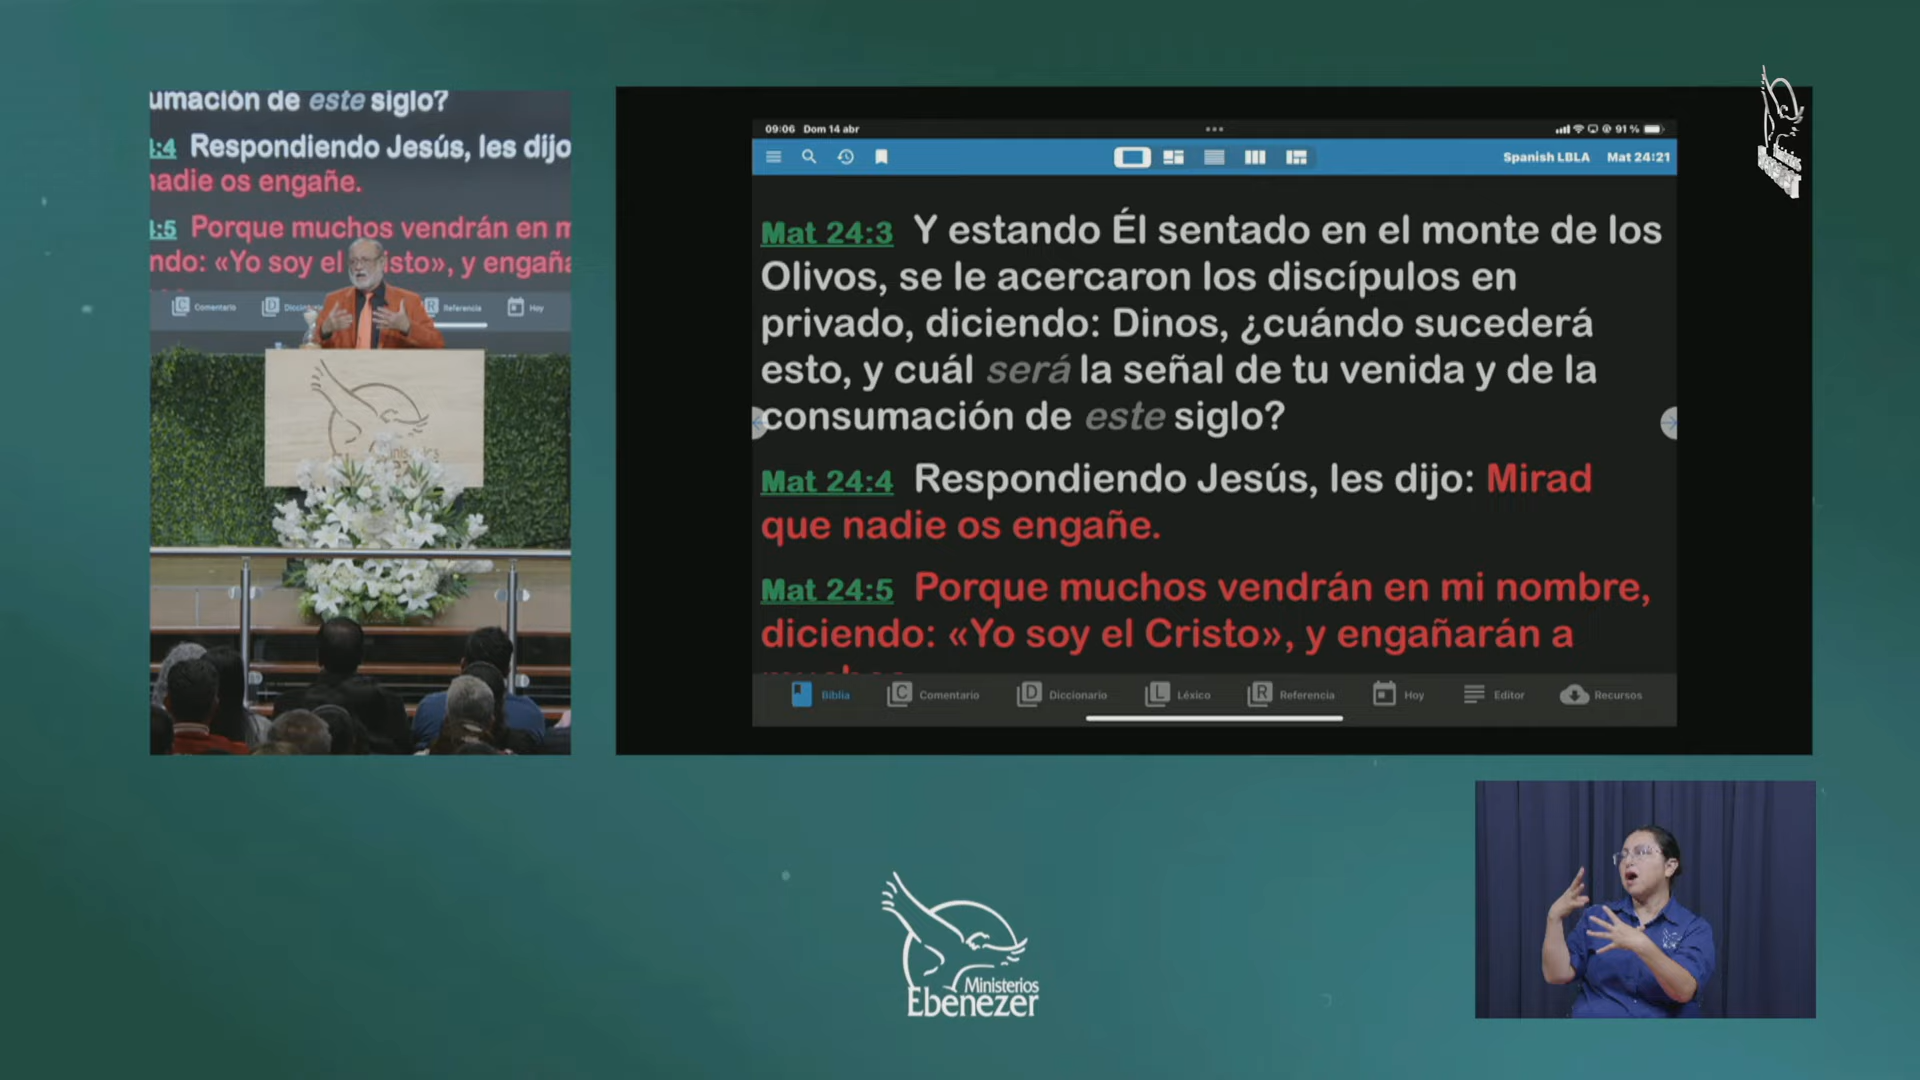 umación de este siglo?
:4 Respondiendo Jesús, les dijo
nadie os engañe.
:5 Porque muchos vendrán en m
ndo: «Yo soy el isto», y engaña
Comentario
Referencia
Hoy
09:06 Dom 14 abr
91 %
Spanish LBLA Mat 24:21
Mat 24:3 Y estando Él sentado en el monte de los
Olivos, se le acercaron los discípulos en
privado, diciendo: Dinos, ¿cuándo sucederá
esto, y cuál será la señal de tu venida y de la
consumación de este siglo?
Mat 24:4 Respondiendo Jesús, les dijo: Mirad
que nadie os engañe.
Mat 24:5 Porque muchos vendrán en mi nombre,
diciendo: «Yo soy el Cristo», y engañarán a
Biblia
Comentario
Diccionario
Léxico
Referencia
Hoy
Editor
Recursos
Ministerios
Ebenezer